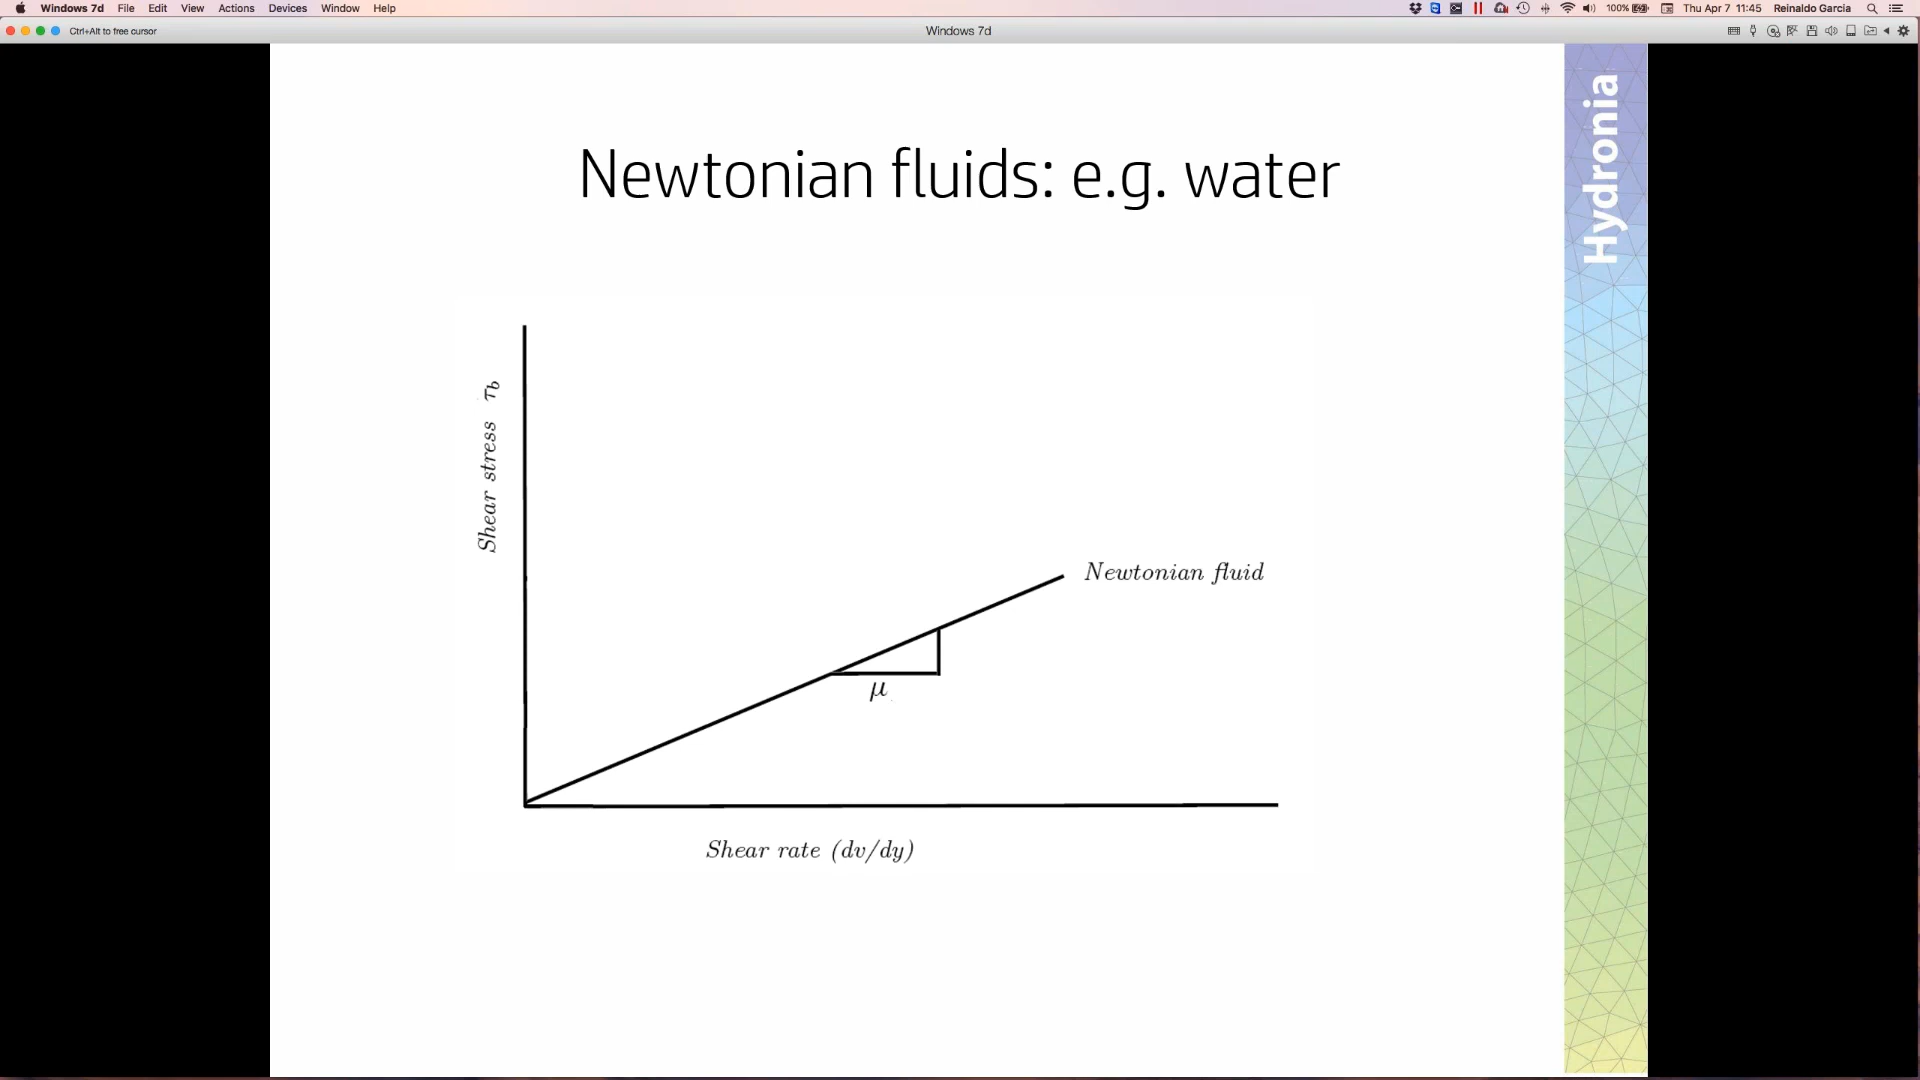 Windows 7d File Edit View Actions Devices Window Help 100% Thu Apr 7 11:45 Reinaldo Garcia
Ctrl+Alt to free cursor Windows 7d
Hydronia
Newtonian fluids: e.g. water
Shear stress τb
Newtonian fluid
μ
Shear rate (dv/dy)